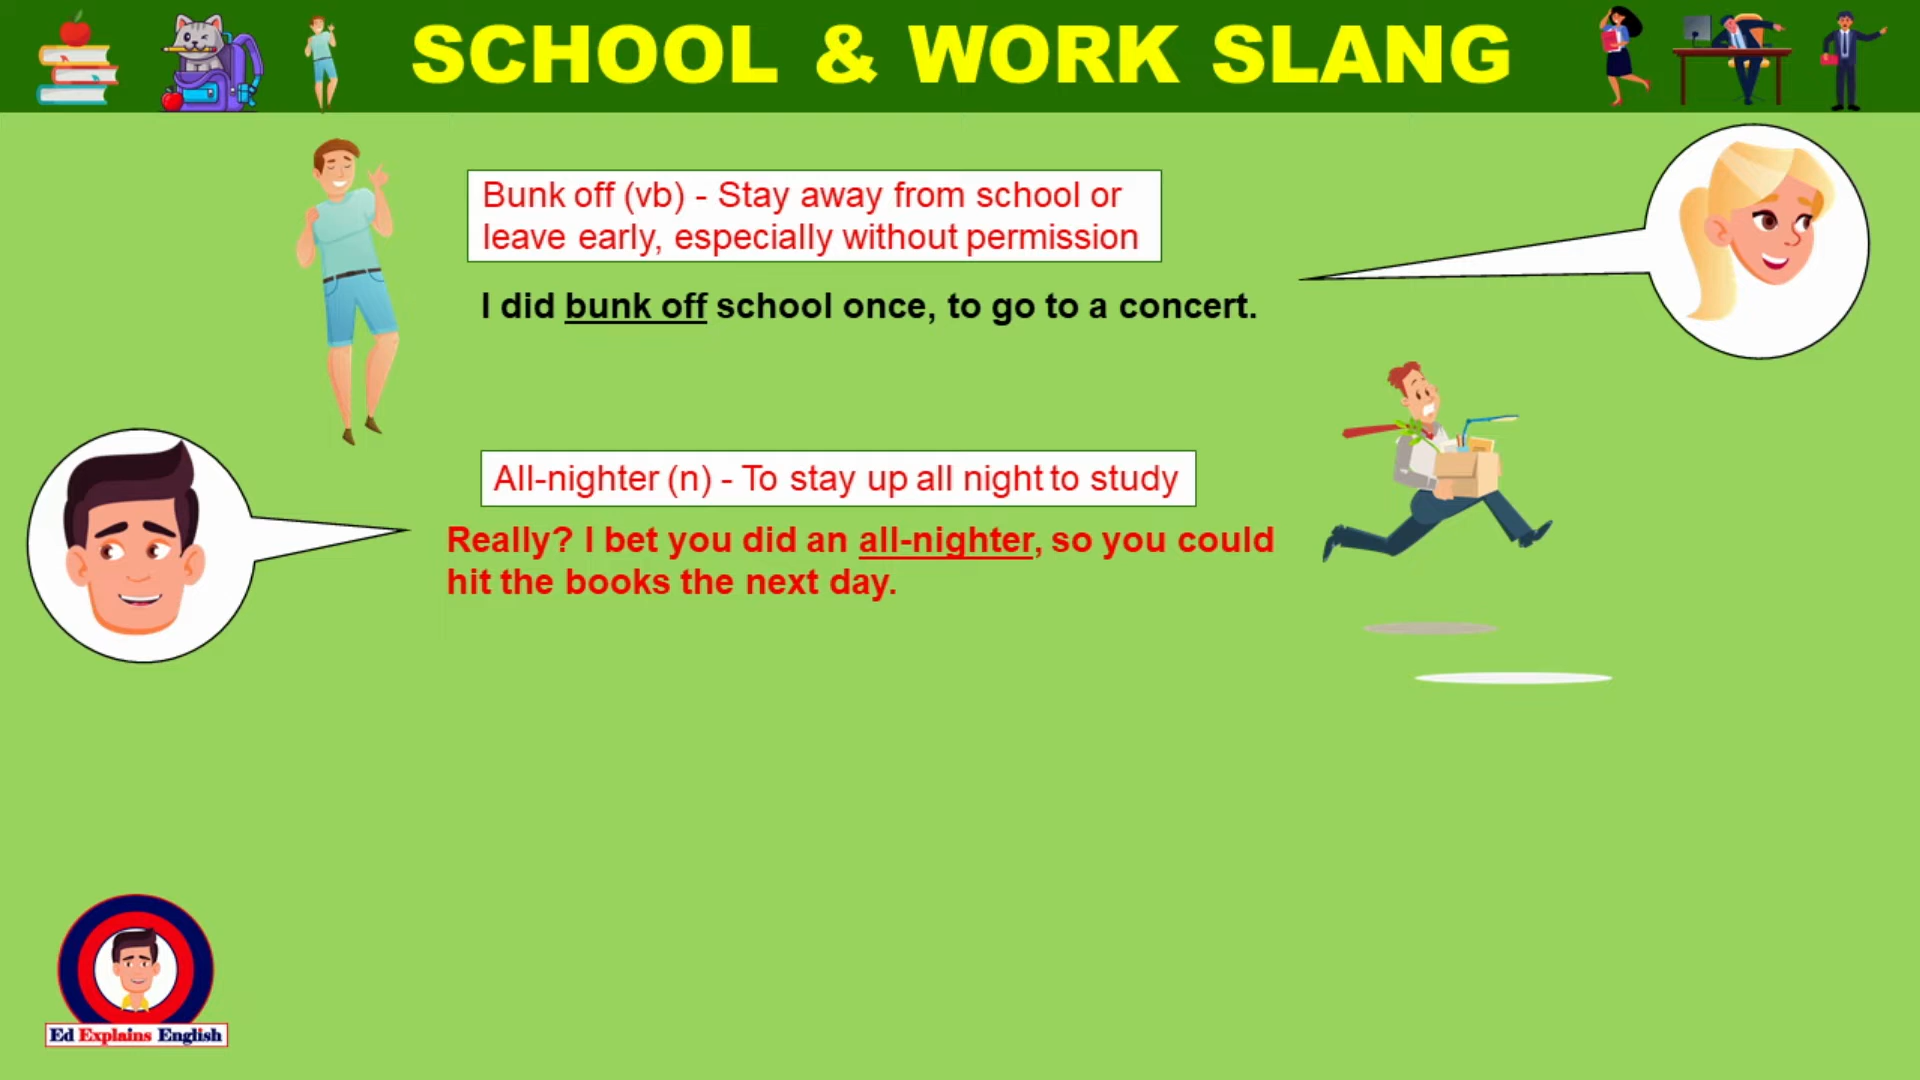 SCHOOL & WORK SLANG
Bunk off (vb) - Stay away from school or
leave early, especially without permission
I did bunk off school once, to go to a concert.
All-nighter (n) - To stay up all night to study
Really? I bet you did an all-nighter, so you could
hit the books the next day.
Ed Explains English